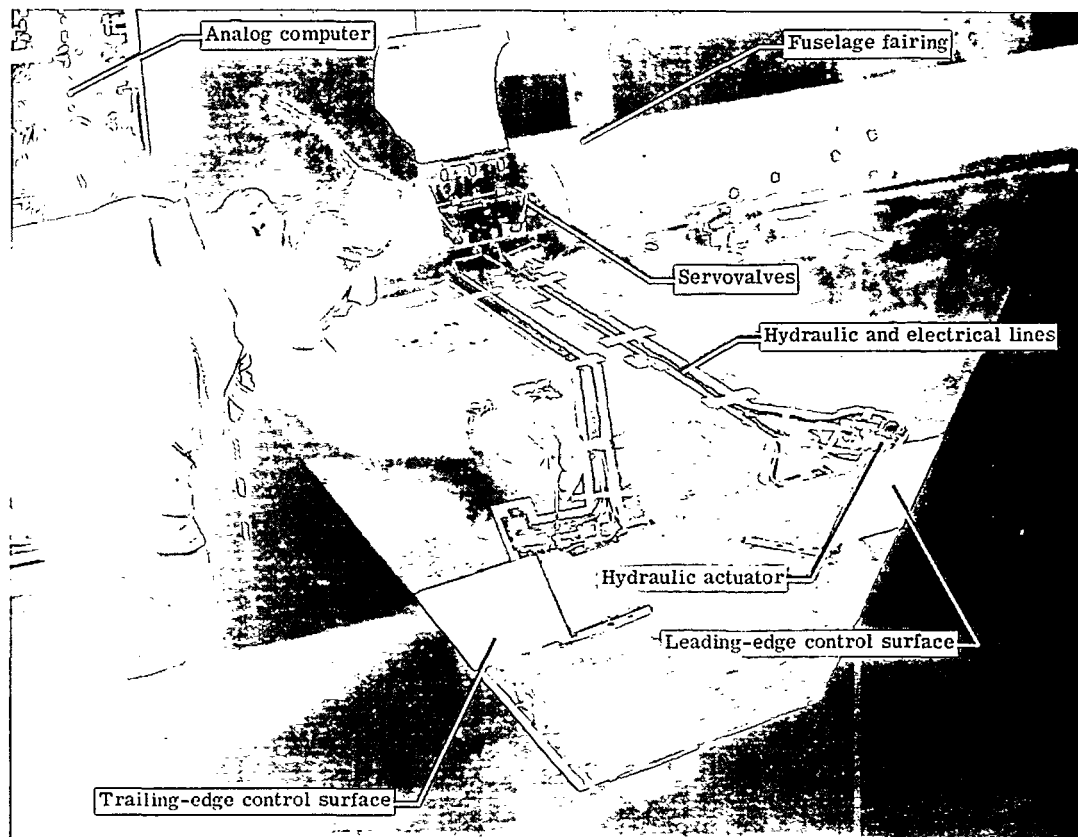 Analog computer
Fuselage fairing
Servovalves
Hydraulic and electrical lines
Hydraulic actuator
Leading-edge control surface
Trailing-edge control surface